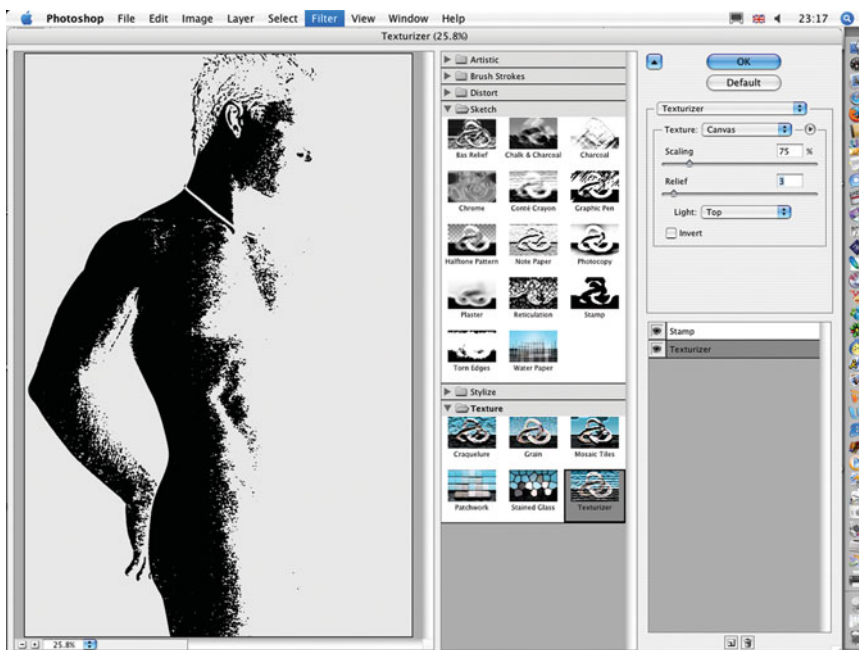 Photoshop File Edit Image Layer Select Filter View Window Help 23:17
Texturizer (25.8%)
Artistic
Brush Strokes
Distort
Sketch
Bas Relief Chalk & Charcoal Charcoal
Chrome Conté Crayon Graphic Pen
Halftone Pattern Note Paper Photocopy
Plaster Reticulation Stamp
Torn Edges Water Paper
Stylize
Texture
Craquelure Grain Mosaic Tiles
Patchwork Stained Glass Texturizer
OK
Default
Texturizer
Texture: Canvas
Scaling 75 %
Relief 3
Light: Top
Invert
Stamp
Texturizer
25.8%